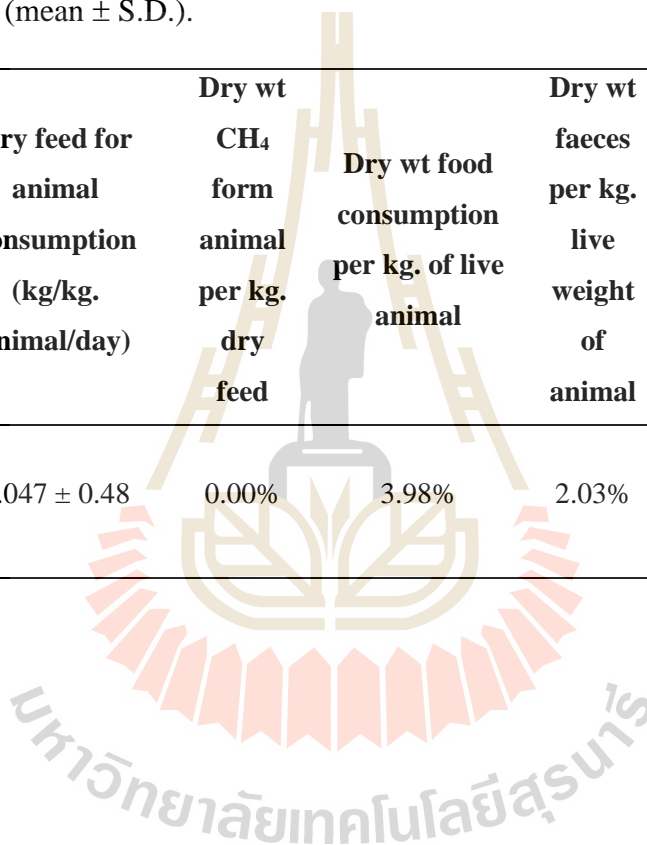 (mean ± S.D.).
Dry wt
CH₄
form
animal
per kg.
dry
feed
Dry wt food
consumption
per kg. of live
animal
Dry wt
faeces
per kg.
live
weight
of
animal
ry feed for
animal
onsumption
(kg/kg.
nimal/day)
.047 ± 0.48 0.00% 3.98% 2.03%
มหาวิทยาลัยเทคโนโลยีสุรนารี